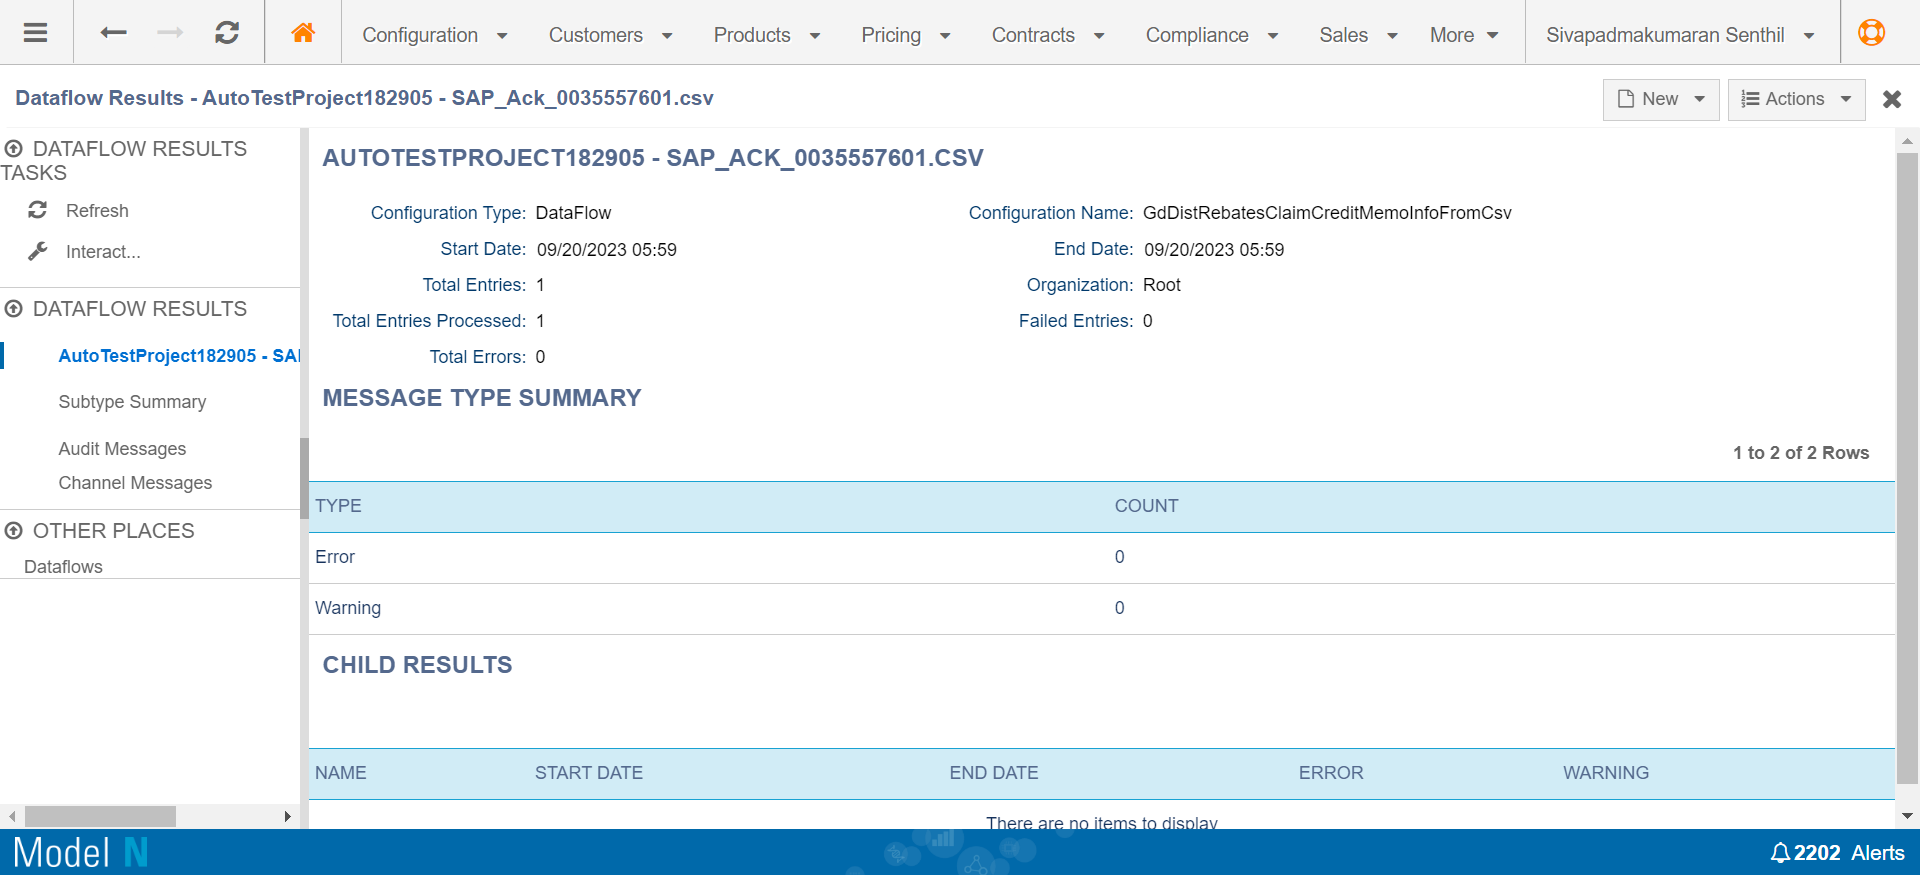 Configuration Customers Products Pricing Contracts Compliance Sales More Sivapadmakumaran Senthil
Dataflow Results - AutoTestProject182905 - SAP_Ack_0035557601.csv
New Actions
DATAFLOW RESULTS
TASKS
Refresh
Interact...
DATAFLOW RESULTS
AutoTestProject182905 - SAI
Subtype Summary
Audit Messages
Channel Messages
OTHER PLACES
Dataflows
AUTOTESTPROJECT182905 - SAP_ACK_0035557601.CSV
Configuration Type: DataFlow Configuration Name: GdDistRebatesClaimCreditMemoInfoFromCsv
Start Date: 09/20/2023 05:59 End Date: 09/20/2023 05:59
Total Entries: 1 Organization: Root
Total Entries Processed: 1 Failed Entries: 0
Total Errors: 0
MESSAGE TYPE SUMMARY
1 to 2 of 2 Rows
TYPE COUNT
Error 0
Warning 0
CHILD RESULTS
NAME START DATE END DATE ERROR WARNING
There are no items to display
Model N
2202 Alerts